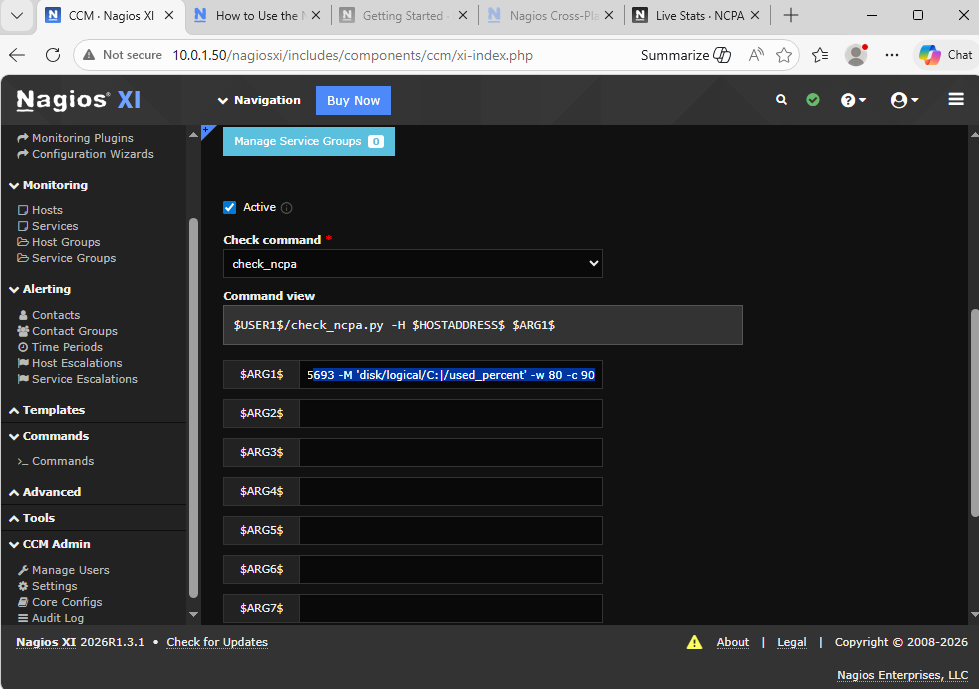 CCM · Nagios XI
How to Use the N
Getting Started -
Nagios Cross-Pla
Live Stats · NCPA
Not secure 10.0.1.50/nagiosxi/includes/components/ccm/xi-index.php Summarize Chat
Nagios® XI
Navigation
Buy Now
Monitoring Plugins
Configuration Wizards
Monitoring
Hosts
Services
Host Groups
Service Groups
Alerting
Contacts
Contact Groups
Time Periods
Host Escalations
Service Escalations
Templates
Commands
>_ Commands
Advanced
Tools
CCM Admin
Manage Users
Settings
Core Configs
Audit Log
Manage Service Groups 0
Active
Check command *
check_ncpa
Command view
$USER1$/check_ncpa.py -H $HOSTADDRESS$ $ARG1$
$ARG1$ 5693 -M 'disk/logical/C:|/used_percent' -w 80 -c 90
$ARG2$
$ARG3$
$ARG4$
$ARG5$
$ARG6$
$ARG7$
Nagios XI 2026R1.3.1 • Check for Updates
About | Legal | Copyright © 2008-2026
Nagios Enterprises, LLC